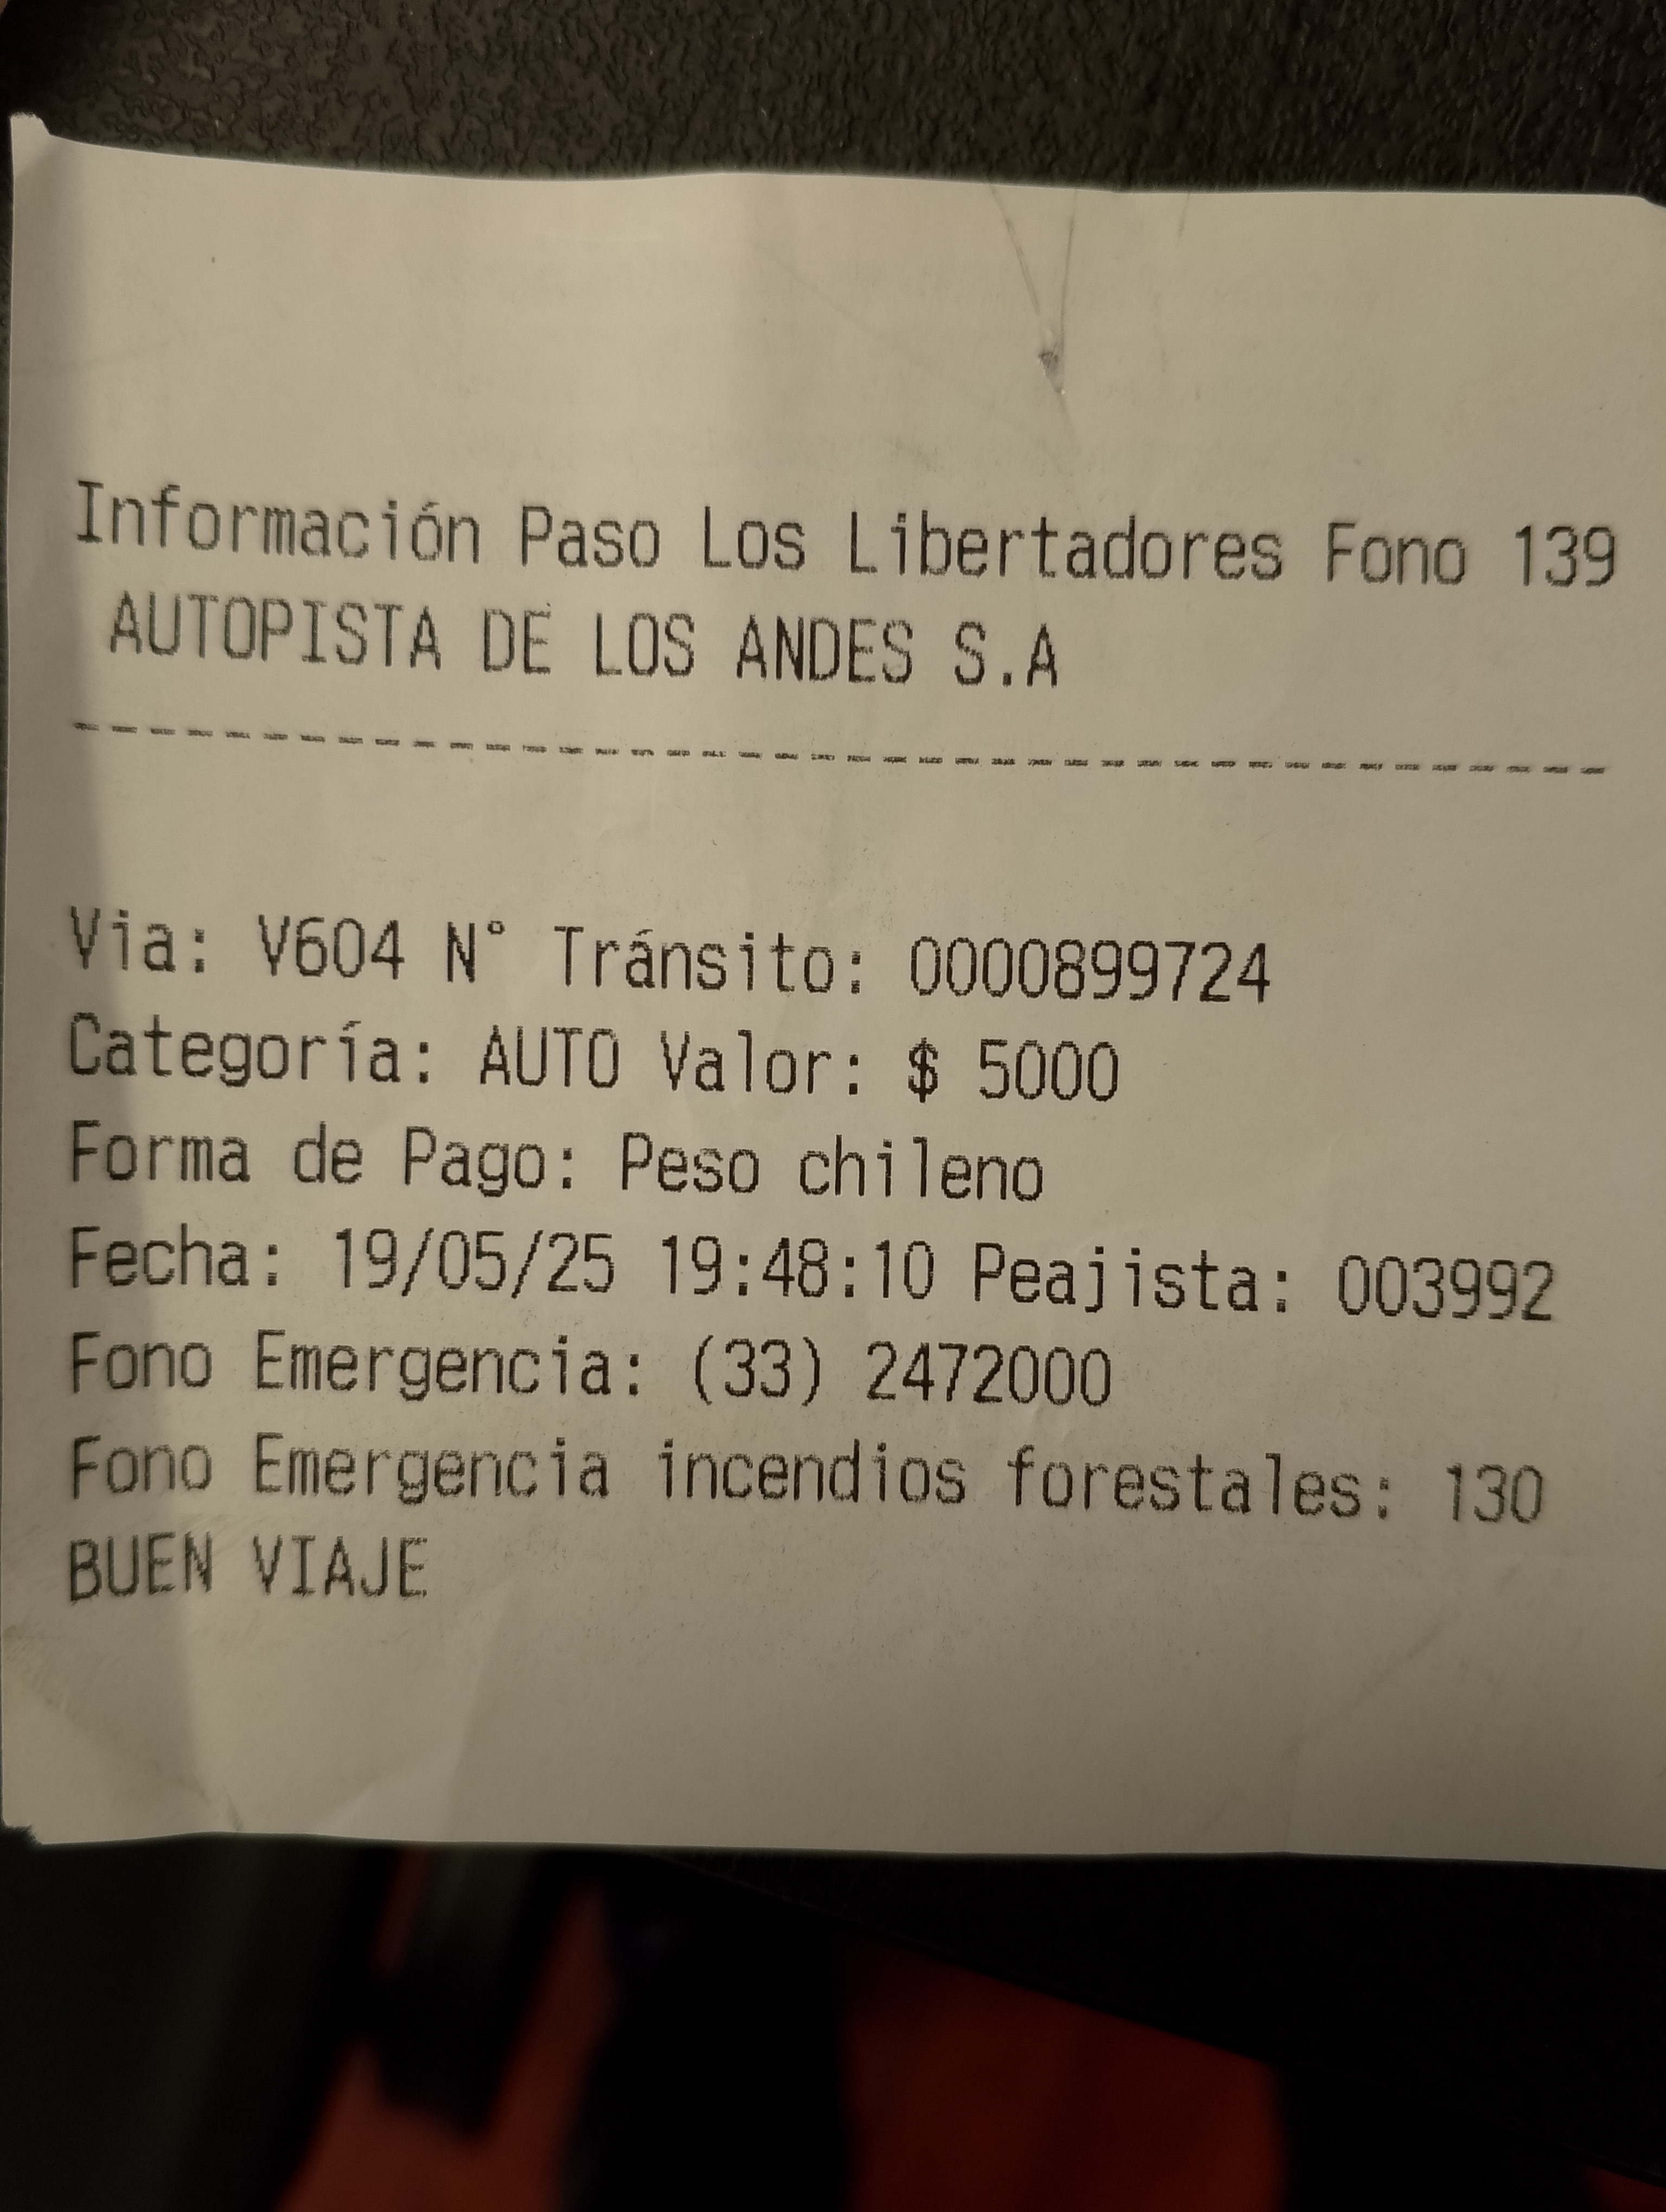 Información Paso Los Libertadores Fono 139
AUTOPISTA DE LOS ANDES S.A
-------------------------------------------
Via: V604 N° Tránsito: 0000899724
Categoría: AUTO Valor: $ 5000
Forma de Pago: Peso chileno
Fecha: 19/05/25 19:48:10 Peajista: 003992
Fono Emergencia: (33) 2472000
Fono Emergencia incendios forestales: 130
BUEN VIAJE